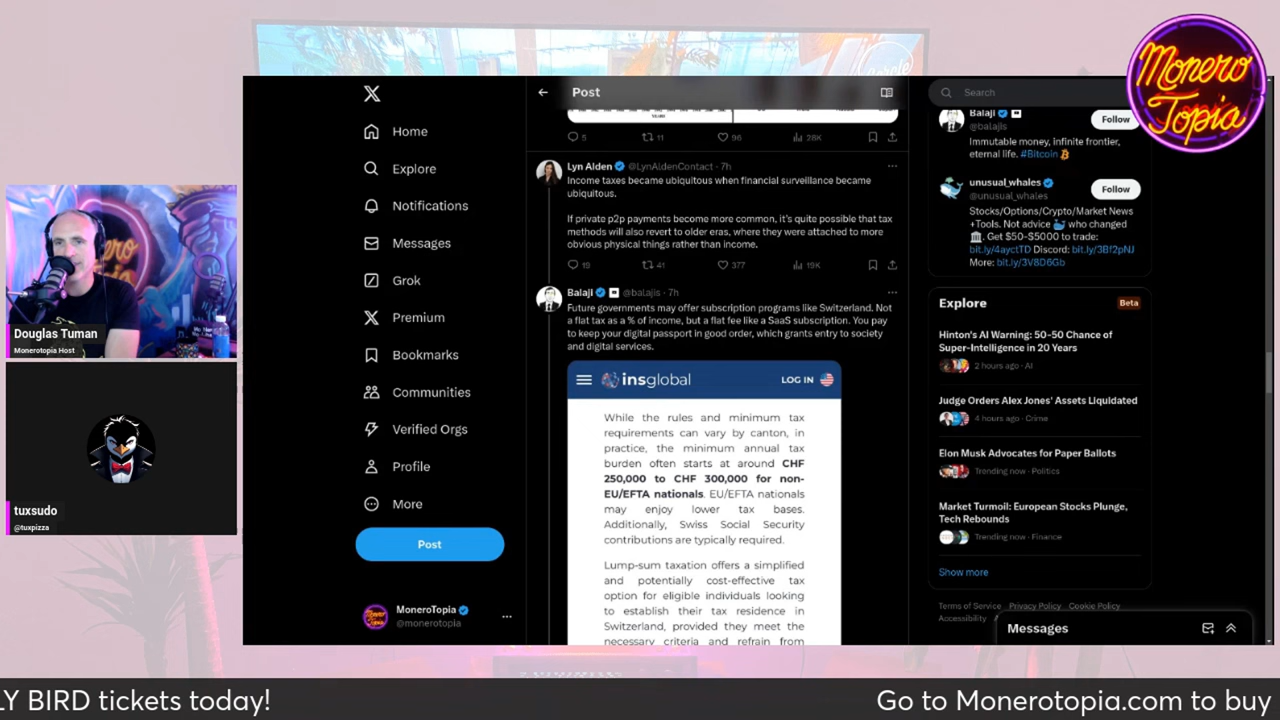 Monero
Topia
Post
Search
Home
Explore
Notifications
Messages
Grok
Premium
Bookmarks
Communities
Verified Orgs
Profile
More
Post
MoneroTopia
@monerotopia
5 11 96 28K
Lyn Alden @LynAldenContact · 7h
Income taxes became ubiquitous when financial surveillance became
ubiquitous.
If private p2p payments become more common, it's quite possible that tax
methods will also revert to older eras, where they were attached to more
obvious physical things rather than income.
19 41 377 19K
Balaji @balajis · 7h
Future governments may offer subscription programs like Switzerland. Not
a flat tax as a % of income, but a flat fee like a SaaS subscription. You pay
to keep your digital passport in good order, which grants entry to society
and digital services.
insglobal LOG IN
While the rules and minimum tax
requirements can vary by canton, in
practice, the minimum annual tax
burden often starts at around CHF
250,000 to CHF 300,000 for non-
EU/EFTA nationals. EU/EFTA nationals
may enjoy lower tax bases.
Additionally, Swiss Social Security
contributions are typically required.
Lump-sum taxation offers a simplified
and potentially cost-effective tax
option for eligible individuals looking
to establish their tax residence in
Switzerland, provided they meet the
necessary criteria and refrain from
Balaji
@balajis
Follow
Immutable money, infinite frontier,
eternal life. #Bitcoin
unusual_whales
@unusual_whales
Follow
Stocks/Options/Crypto/Market News
+Tools. Not advice who changed
. Get $50-$5000 to trade:
bit.ly/4ayctTD Discord: bit.ly/3Bf2pNJ
More: bit.ly/3V8D6Gb
Explore Beta
Hinton's AI Warning: 50-50 Chance of
Super-Intelligence in 20 Years
2 hours ago · AI
Judge Orders Alex Jones' Assets Liquidated
4 hours ago · Crime
Elon Musk Advocates for Paper Ballots
Trending now · Politics
Market Turmoil: European Stocks Plunge,
Tech Rebounds
Trending now · Finance
Show more
Terms of Service Privacy Policy Cookie Policy
Accessibility
Messages
Douglas Tuman
Monerotopia Host
tuxsudo
@tuxpizza
LY BIRD tickets today! Go to Monerotopia.com to buy